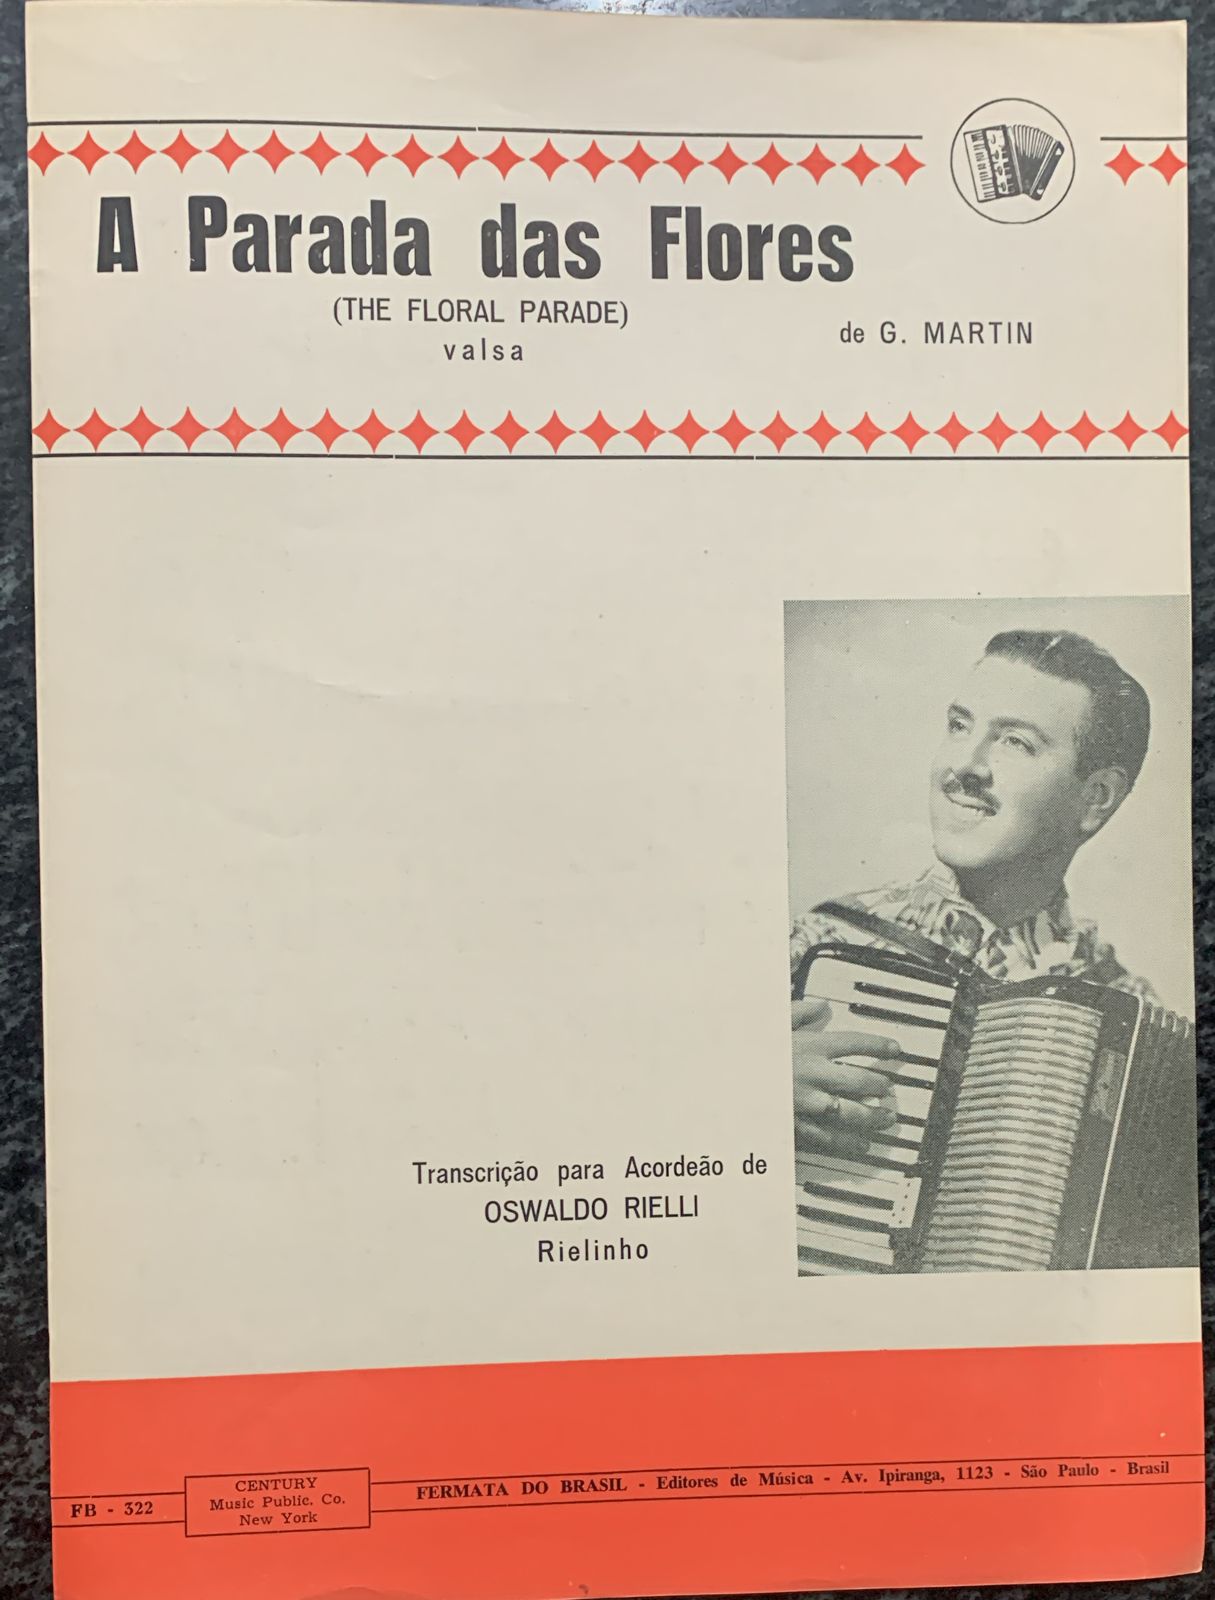 A Parada das Flores
(THE FLORAL PARADE)
valsa
de G. MARTIN
Transcrição para Acordeão de
OSWALDO RIELLI
Rielinho
FB - 322
CENTURY
Music Public. Co.
New York
FERMATA DO BRASIL - Editores de Música - Av. Ipiranga, 1123 - São Paulo - Brasil